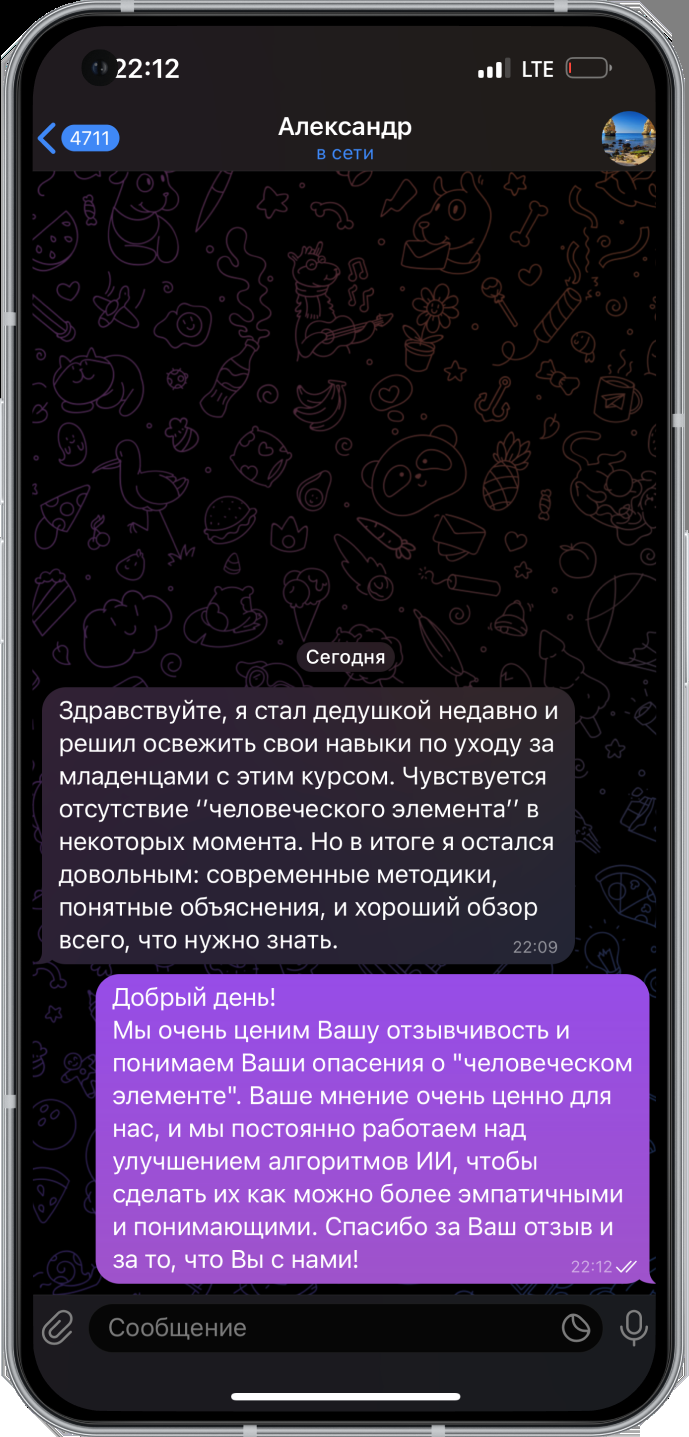 22:12
LTE
4711
Александр
в сети
Сегодня
Здравствуйте, я стал дедушкой недавно и
решил освежить свои навыки по уходу за
младенцами с этим курсом. Чувствуется
отсутствие ‘‘человеческого элемента’’ в
некоторых момента. Но в итоге я остался
довольным: современные методики,
понятные объяснения, и хороший обзор
всего, что нужно знать.
22:09
Добрый день!
Мы очень ценим Вашу отзывчивость и
понимаем Ваши опасения о "человеческом
элементе". Ваше мнение очень ценно для
нас, и мы постоянно работаем над
улучшением алгоритмов ИИ, чтобы
сделать их как можно более эмпатичными
и понимающими. Спасибо за Ваш отзыв и
за то, что Вы с нами!
22:12
Сообщение